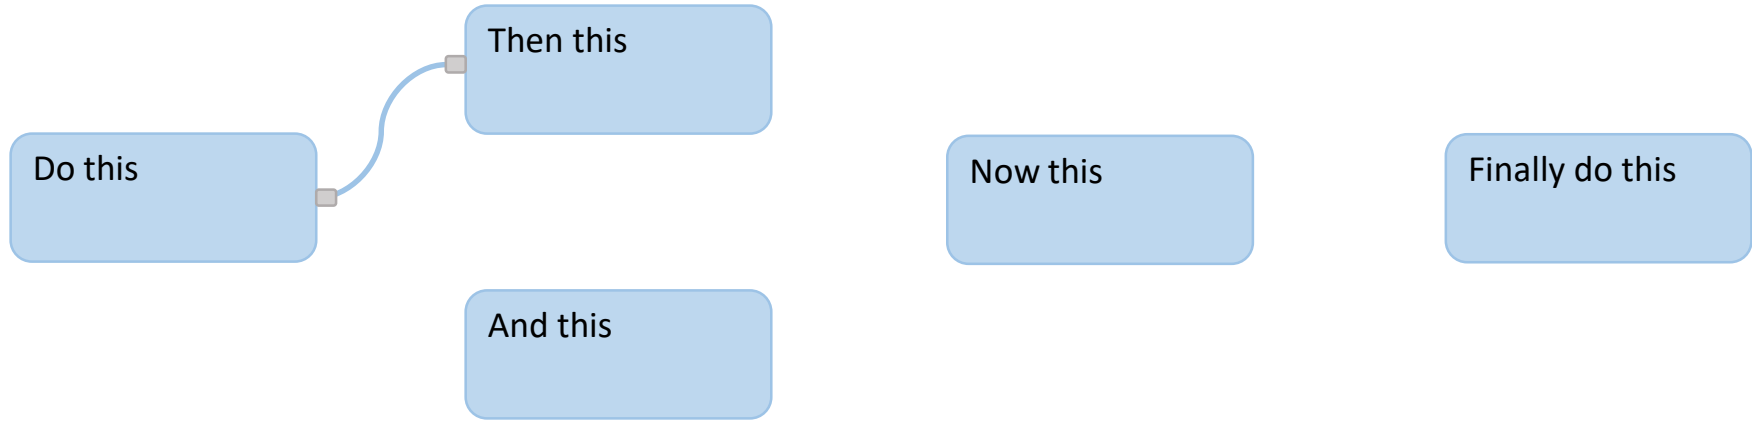 Do this
Then this
And this
Now this
Finally do this